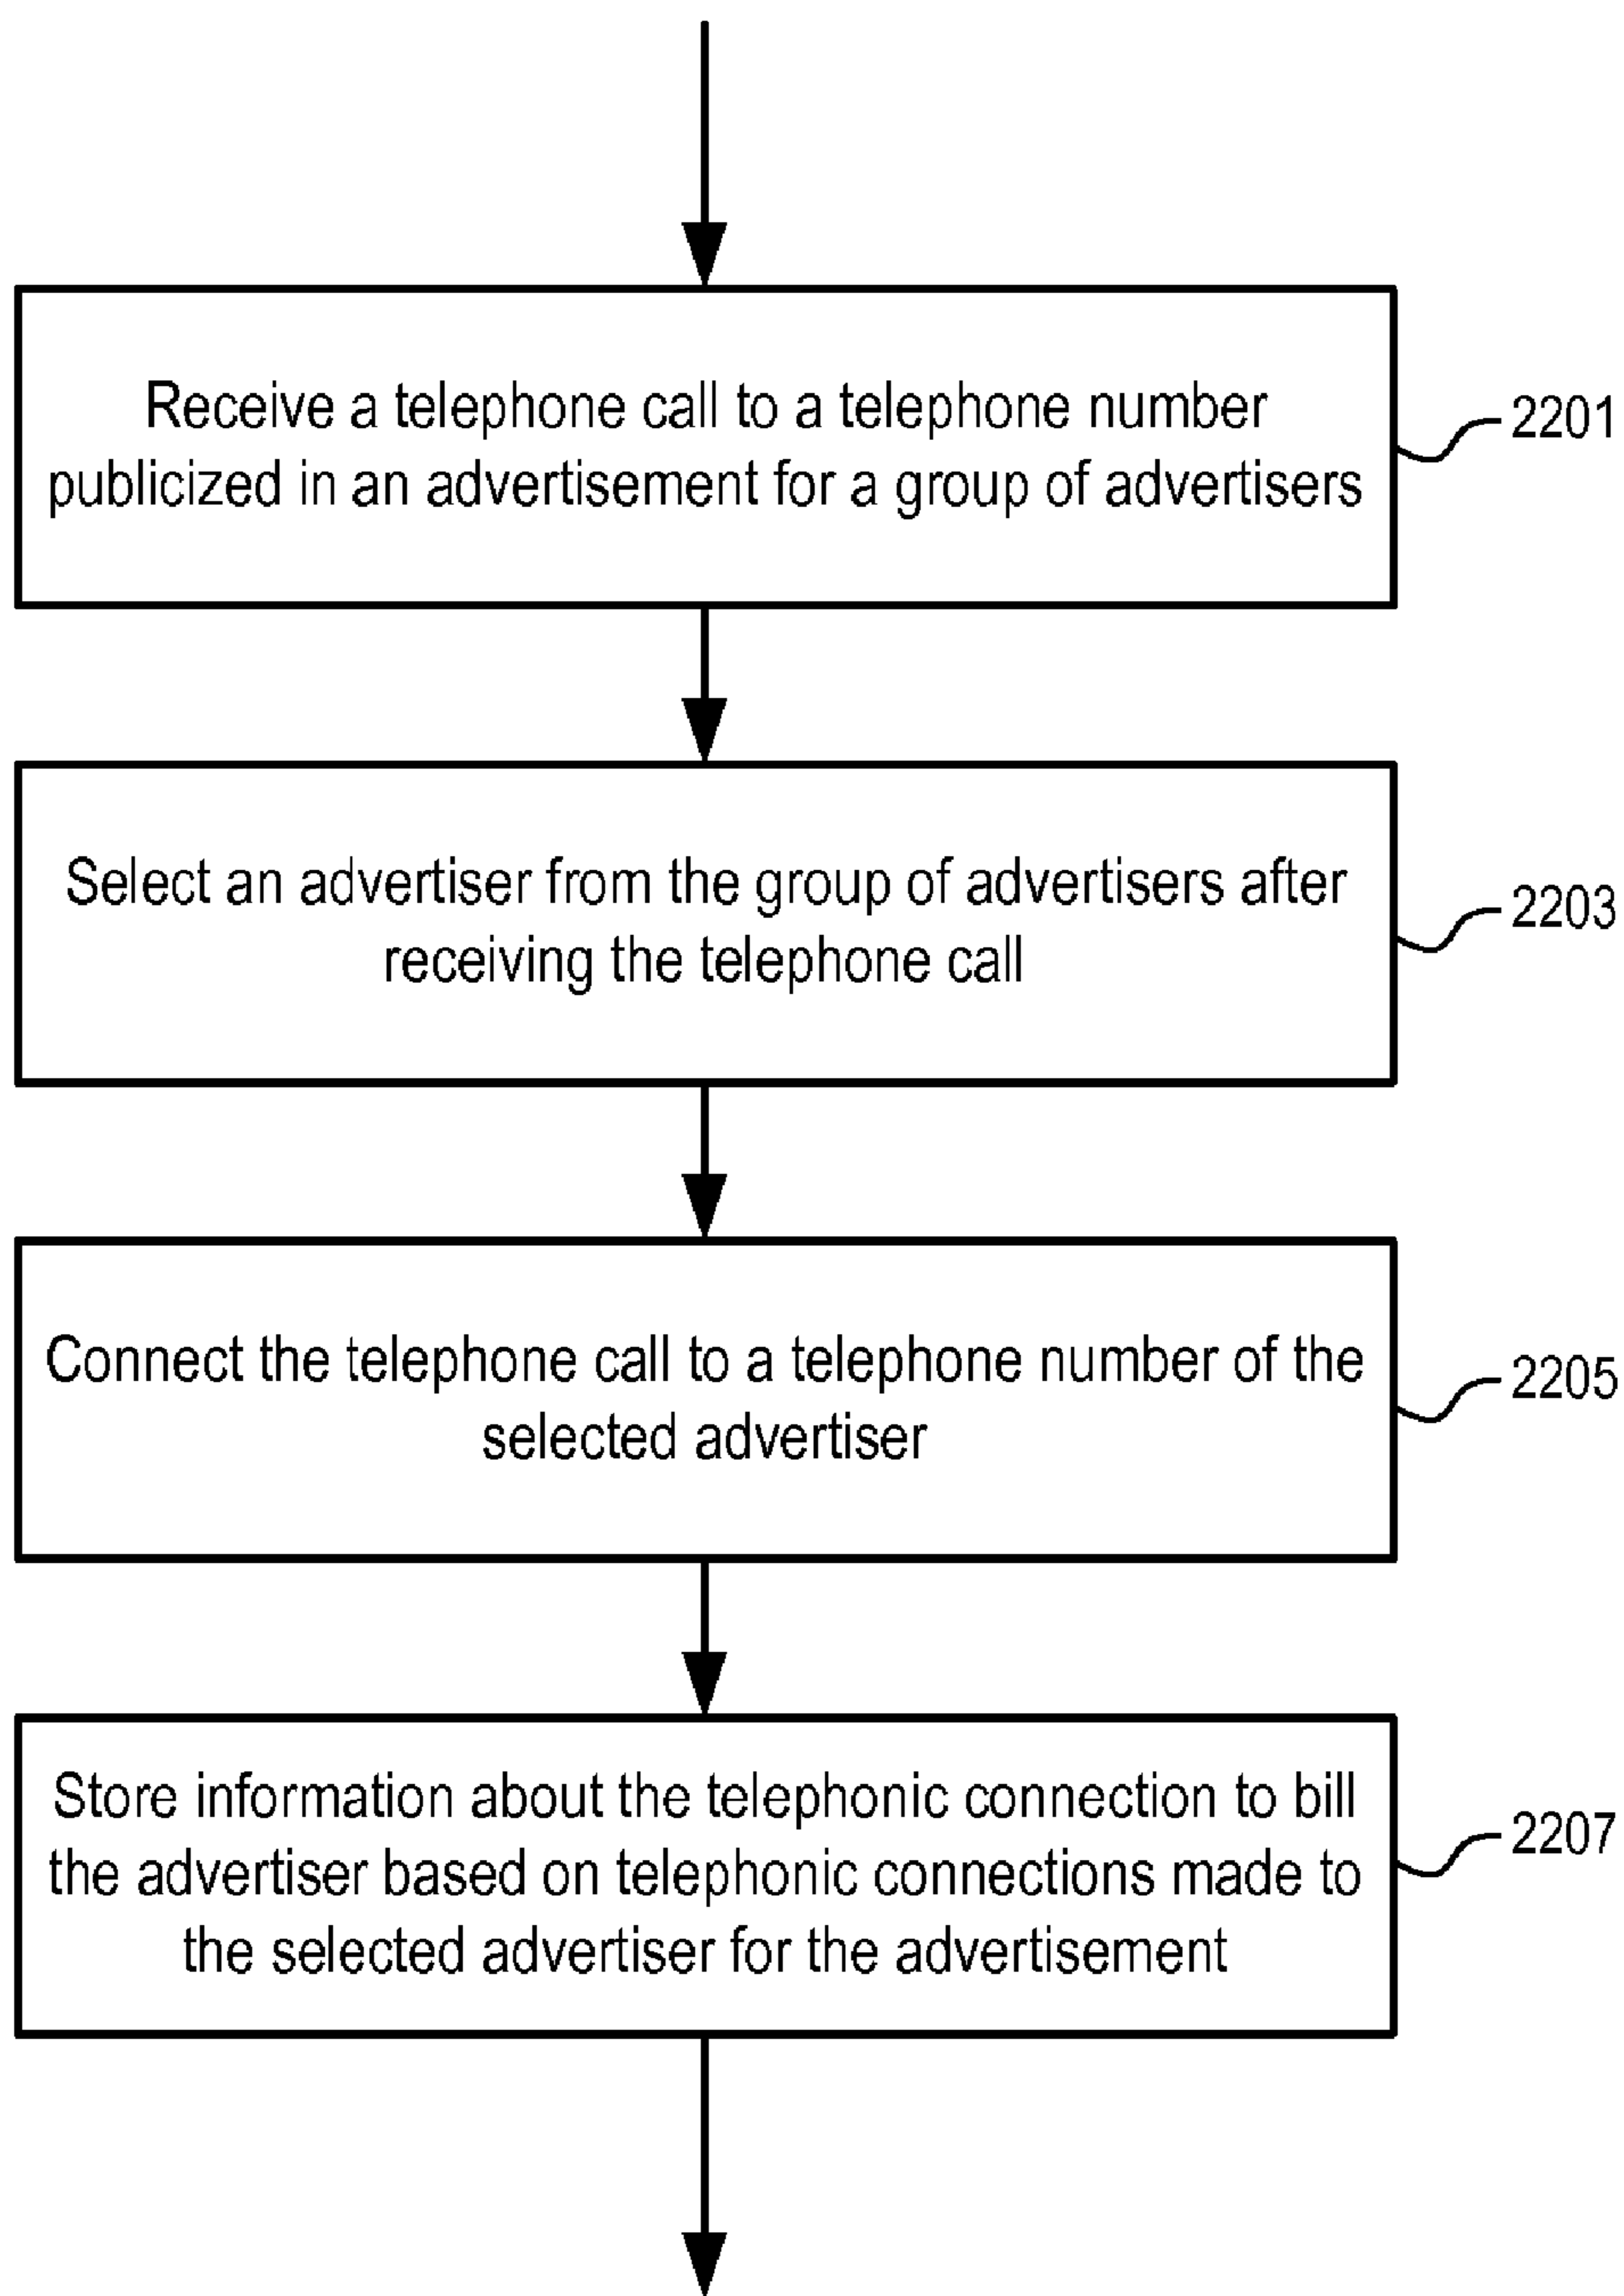 Receive a telephone call to a telephone number
publicized in an advertisement for a group of advertisers
2201
Select an advertiser from the group of advertisers after
receiving the telephone call
2203
Connect the telephone call to a telephone number of the
selected advertiser
2205
Store information about the telephonic connection to bill
the advertiser based on telephonic connections made to
the selected advertiser for the advertisement
2207